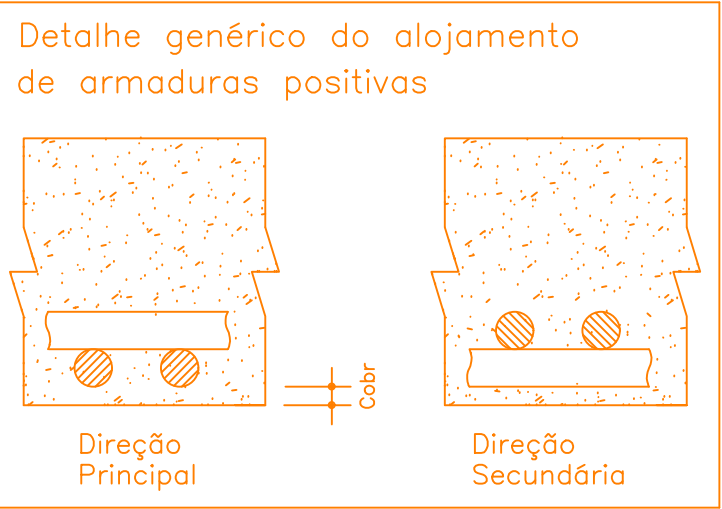 Detalhe genérico do alojamento
de armaduras positivas
Cobr
Direção
Principal
Direção
Secundária